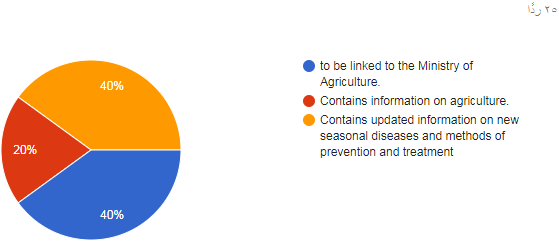 ٢٥ ردًّا
40%
20%
40%
to be linked to the Ministry of
Agriculture.
Contains information on agriculture.
Contains updated information on new
seasonal diseases and methods of
prevention and treatment